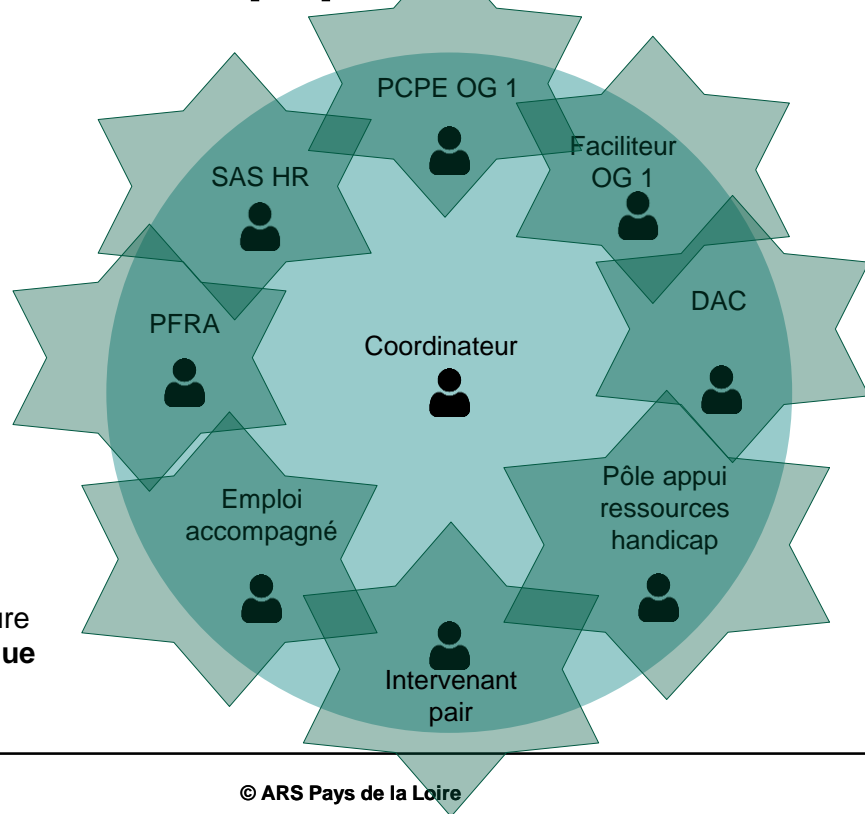 PCPE OG 1
Faciliteur
OG 1
SAS HR
DAC
PFRA
Coordinateur
Pôle appui
ressources
handicap
Emploi
accompagné
Intervenant
pair
© ARS Pays de la Loire